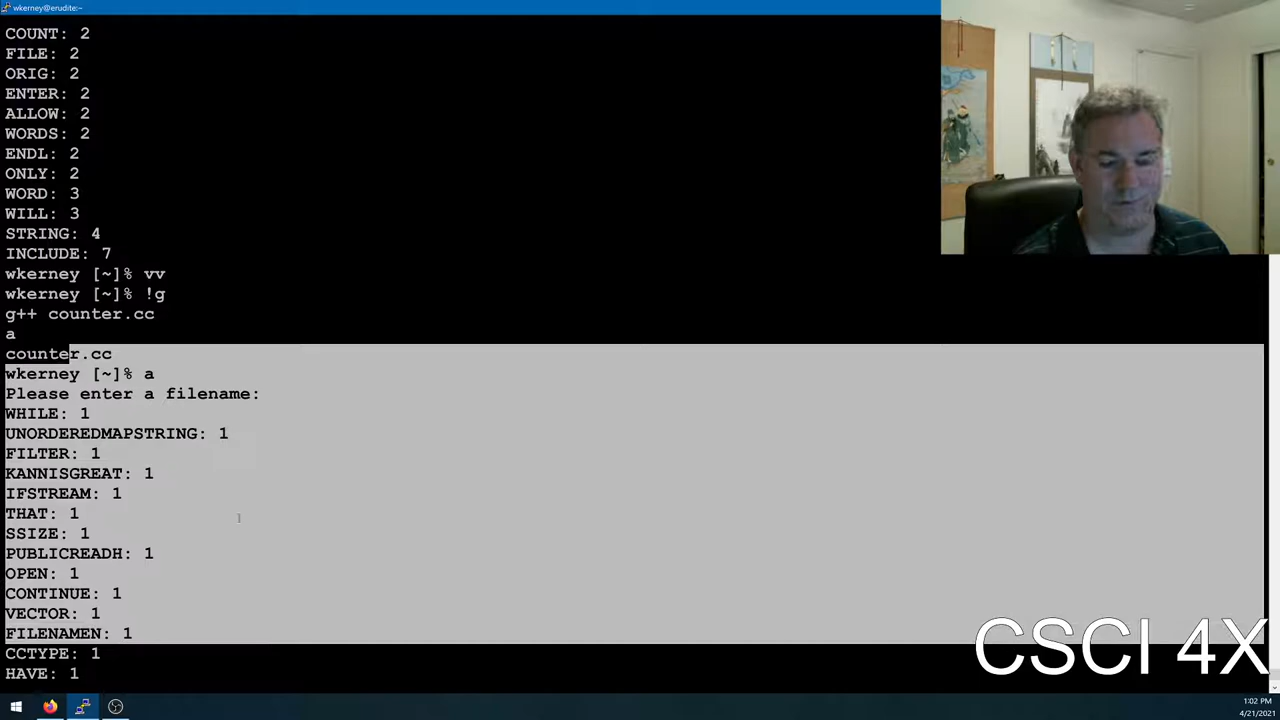 wkerney@erudite:~
COUNT: 2
FILE: 2
ORIG: 2
ENTER: 2
ALLOW: 2
WORDS: 2
ENDL: 2
ONLY: 2
WORD: 3
WILL: 3
STRING: 4
INCLUDE: 7
wkerney [~]% vv
wkerney [~]% !g
g++ counter.cc
a
counter.cc
wkerney [~]% a
Please enter a filename:
WHILE: 1
UNORDEREDMAPSTRING: 1
FILTER: 1
KANNISGREAT: 1
IFSTREAM: 1
THAT: 1
SSIZE: 1
PUBLICREADH: 1
OPEN: 1
CONTINUE: 1
VECTOR: 1
FILENAMEN: 1
CCTYPE: 1
HAVE: 1
CSCI 4X
1:02 PM
4/21/2021